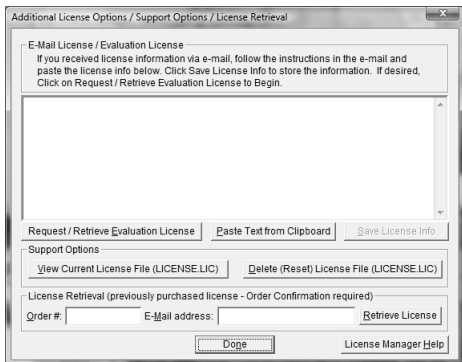 Additional License Options / Support Options / License Retrieval
E-Mail License / Evaluation License
If you received license information via e-mail, follow the instructions in the e-mail and
paste the license info below. Click Save License Info to store the information. If desired,
Click on Request / Retrieve Evaluation License to Begin.
Request / Retrieve Evaluation License Paste Text from Clipboard Save License Info
Support Options
View Current License File (LICENSE.LIC) Delete (Reset) License File (LICENSE.LIC)
License Retrieval (previously purchased license - Order Confirmation required)
Order #: E-Mail address: Retrieve License
Done License Manager Help